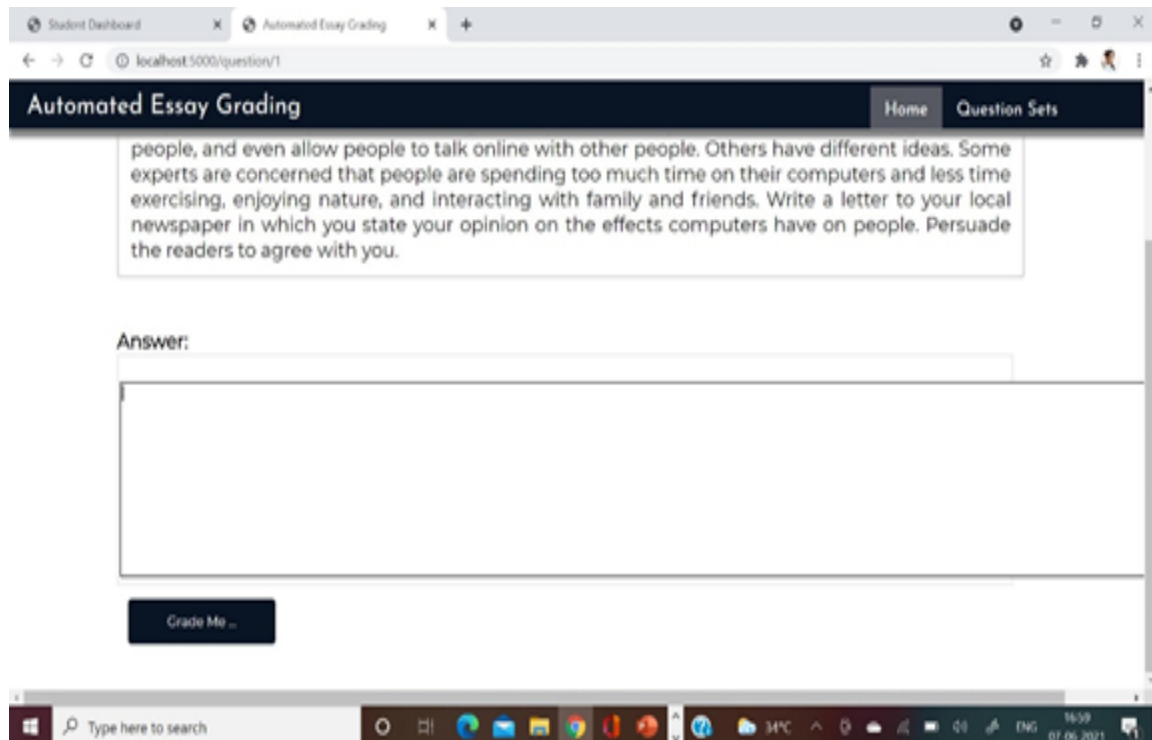 Student Dashboard
Automated Essay Grading
localhost:5000/question/1
Automated Essay Grading
Home
Question Sets
people, and even allow people to talk online with other people. Others have different ideas. Some
experts are concerned that people are spending too much time on their computers and less time
exercising, enjoying nature, and interacting with family and friends. Write a letter to your local
newspaper in which you state your opinion on the effects computers have on people. Persuade
the readers to agree with you.
Answer:
Grade Me ...
Type here to search
34°C
ENG
16:59
07-06-2021